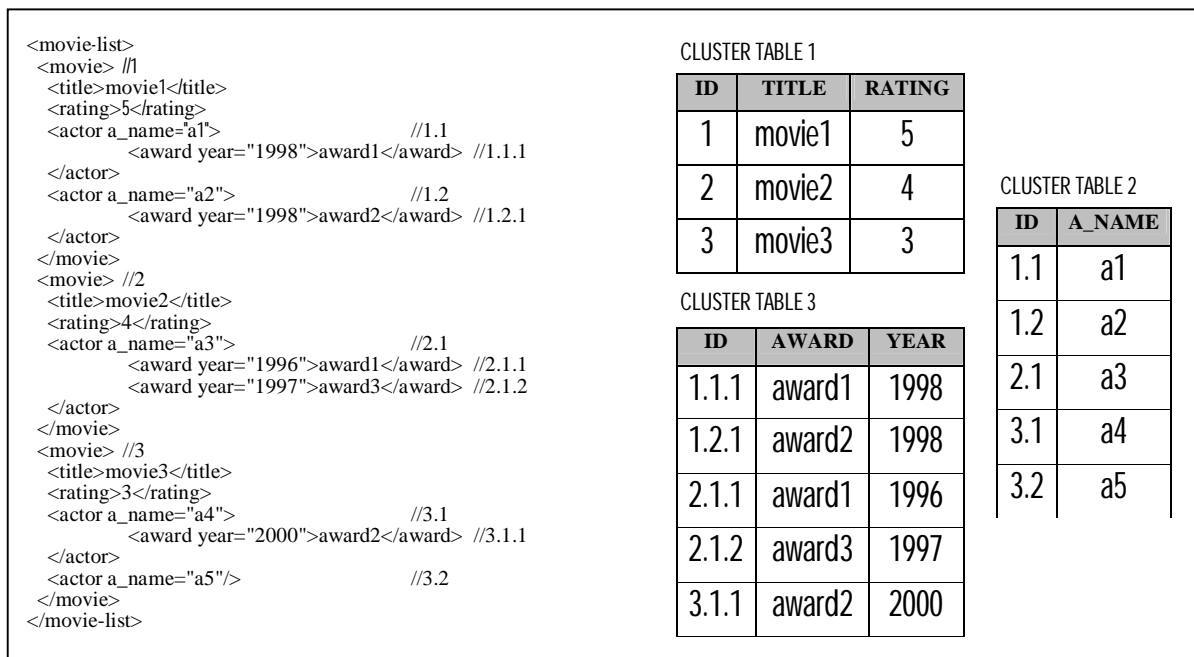 <movie-list>
<movie> //1
<title>movie1</title>
<rating>5</rating>
<actor a_name="a1"> //1.1
<award year="1998">award1</award> //1.1.1
</actor>
<actor a_name="a2"> //1.2
<award year="1998">award2</award> //1.2.1
</actor>
</movie>
<movie> //2
<title>movie2</title>
<rating>4</rating>
<actor a_name="a3"> //2.1
<award year="1996">award1</award> //2.1.1
<award year="1997">award3</award> //2.1.2
</actor>
</movie>
<movie> //3
<title>movie3</title>
<rating>3</rating>
<actor a_name="a4"> //3.1
<award year="2000">award2</award> //3.1.1
</actor>
<actor a_name="a5"/> //3.2
</movie>
</movie-list>
CLUSTER TABLE 1
ID TITLE RATING
1 movie1 5
2 movie2 4
3 movie3 3
CLUSTER TABLE 3
ID AWARD YEAR
1.1.1 award1 1998
1.2.1 award2 1998
2.1.1 award1 1996
2.1.2 award3 1997
3.1.1 award2 2000
CLUSTER TABLE 2
ID A_NAME
1.1 a1
1.2 a2
2.1 a3
3.1 a4
3.2 a5